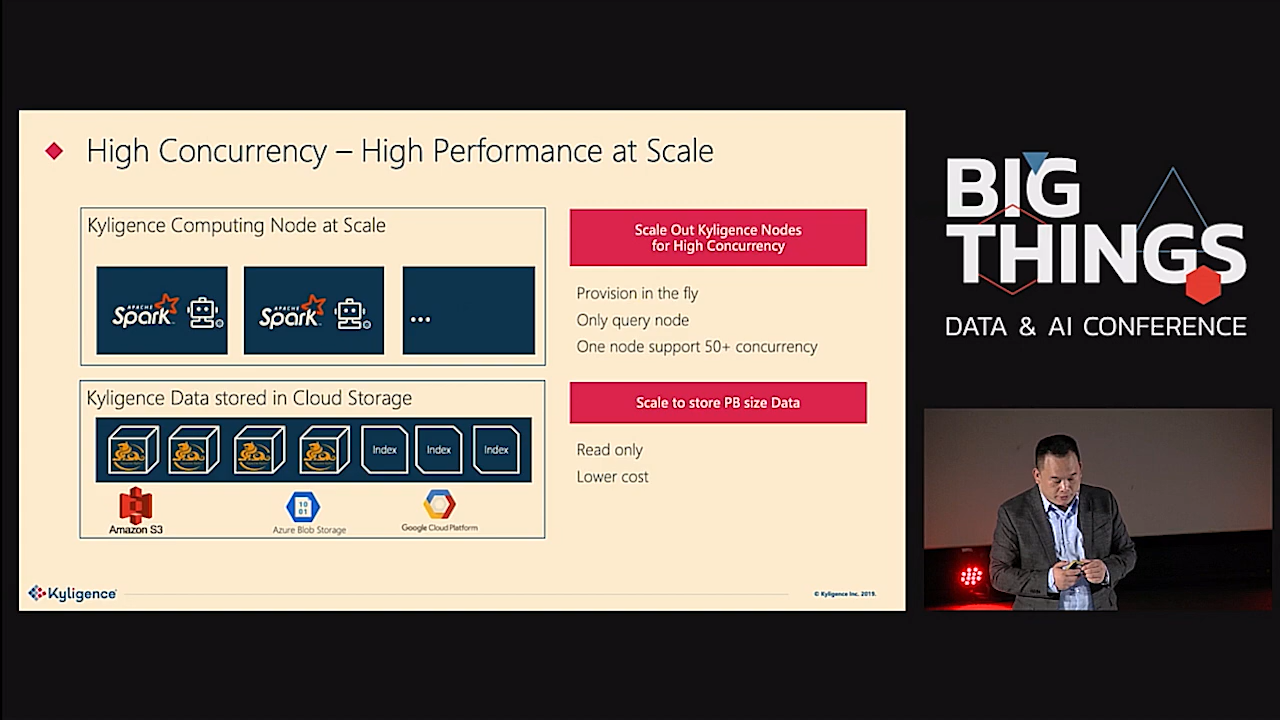 High Concurrency – High Performance at Scale
Kyligence Computing Node at Scale
APACHE
Spark
APACHE
Spark
...
Scale Out Kyligence Nodes
for High Concurrency
Provision in the fly
Only query node
One node support 50+ concurrency
Kyligence Data stored in Cloud Storage
Index
Index
Index
Amazon S3
10
01
Azure Blob Storage
Google Cloud Platform
Scale to store PB size Data
Read only
Lower cost
Kyligence
© Kyligence Inc. 2019.
BIG
THINGS
DATA & AI CONFERENCE